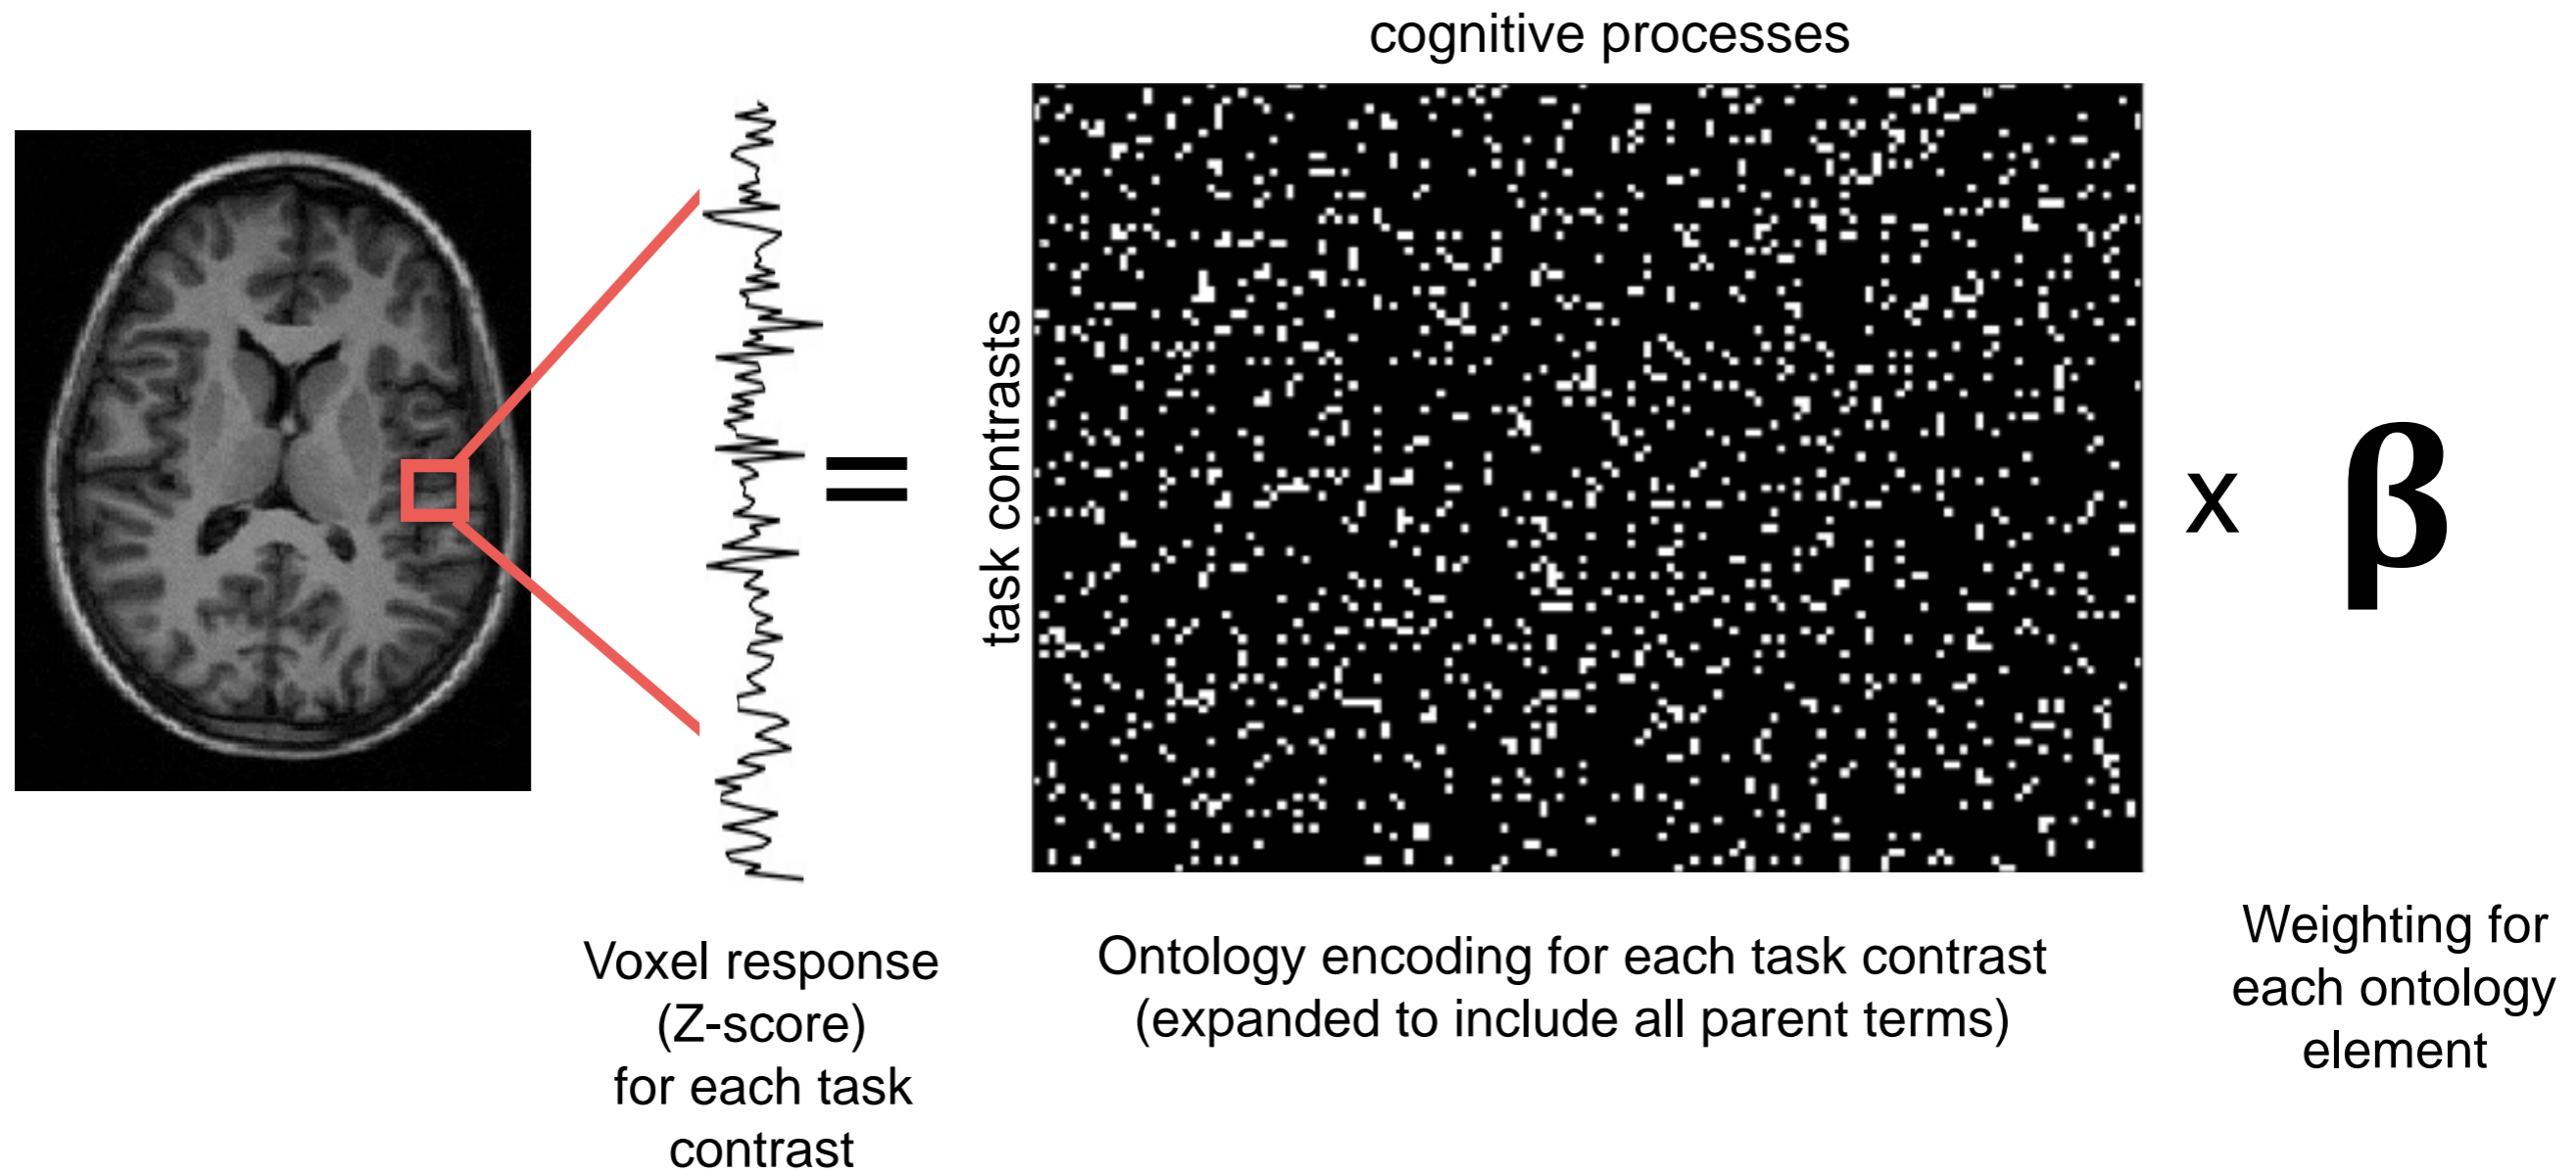 cognitive processes
task contrasts
=
x
β
Voxel response
(Z-score)
for each task
contrast
Ontology encoding for each task contrast
(expanded to include all parent terms)
Weighting for
each ontology
element